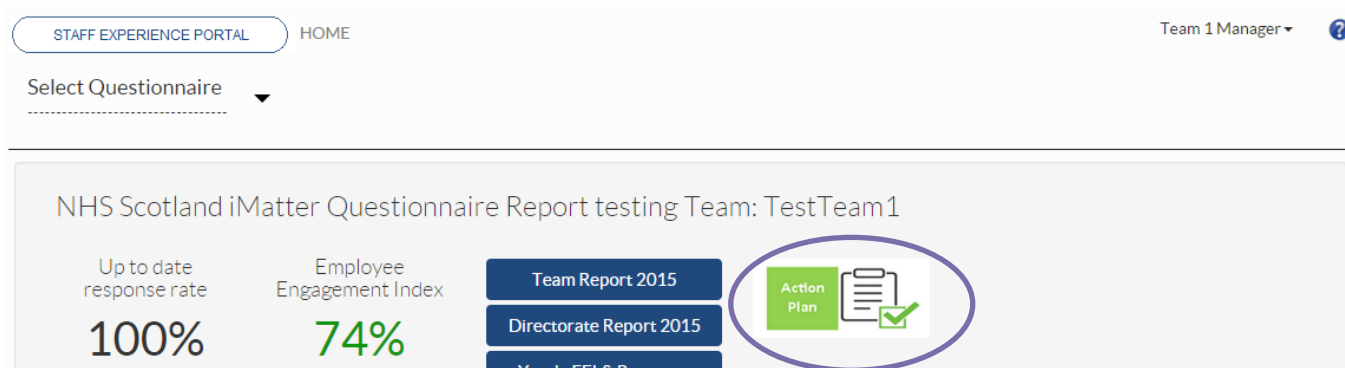 STAFF EXPERIENCE PORTAL
HOME
Team 1 Manager
?
Select Questionnaire
NHS Scotland iMatter Questionnaire Report testing Team: TestTeam1
Up to date
response rate
100%
Employee
Engagement Index
74%
Team Report 2015
Directorate Report 2015
Action
Plan